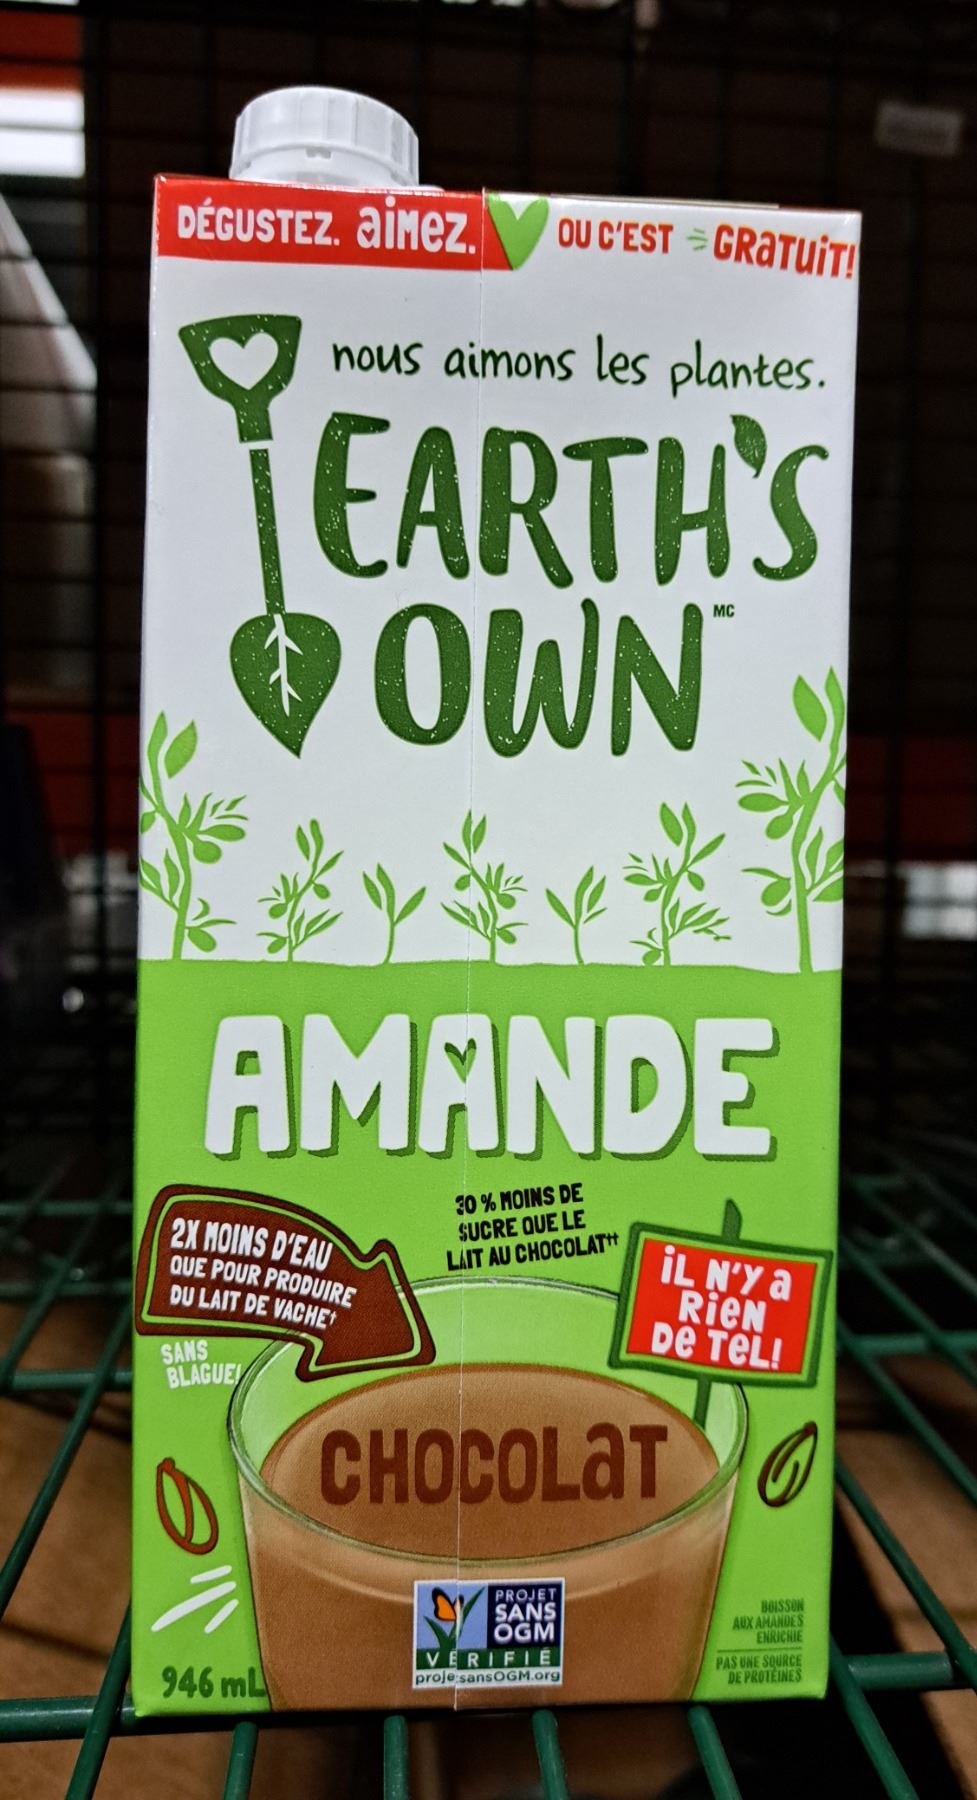 DÉGUSTEZ. aiMez. OU C'EST GRaTUiT!
nous aimons les plantes.
EARTH'S
OWN MC
AMANDE
30 % MOINS DE
SUCRE QUE LE
LAIT AU CHOCOLAT††
2X MOINS D'EAU
QUE POUR PRODUIRE
DU LAIT DE VACHE†
SANS
BLAGUE!
iL N'Y a
RieN
De TeL!
CHOCOLaT
PROJET
SANS
OGM
VÉRIFIÉ
projetsansOGM.org
BOISSON
AUX AMANDES
ENRICHIE
PAS UNE SOURCE
DE PROTÉINES
946 mL